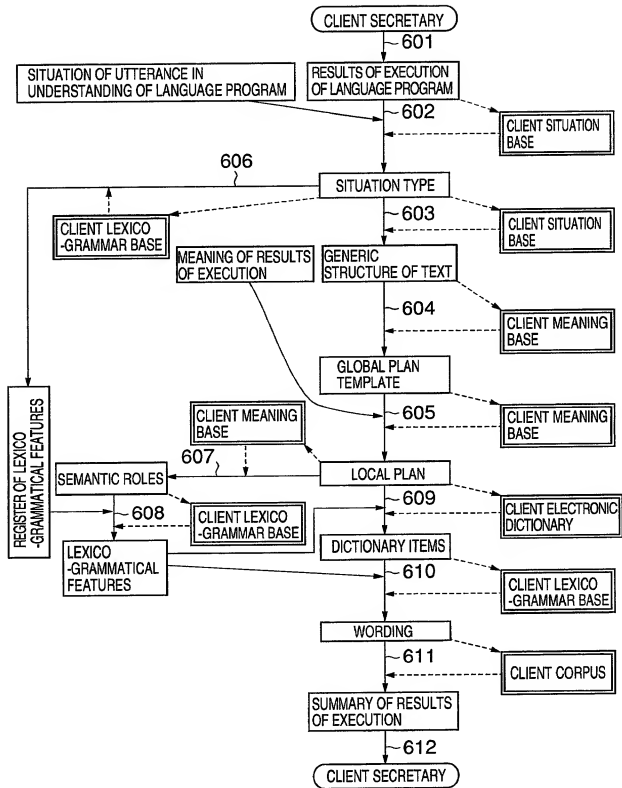 CLIENT SECRETARY
601
SITUATION OF UTTERANCE IN
UNDERSTANDING OF LANGUAGE PROGRAM
RESULTS OF EXECUTION
OF LANGUAGE PROGRAM
602
CLIENT SITUATION
BASE
606
SITUATION TYPE
603
CLIENT LEXICO
-GRAMMAR BASE
CLIENT SITUATION
BASE
MEANING OF RESULTS
OF EXECUTION
GENERIC
STRUCTURE OF TEXT
604
CLIENT MEANING
BASE
GLOBAL PLAN
TEMPLATE
605
CLIENT MEANING
BASE
CLIENT MEANING
BASE
607
REGISTER OF LEXICO
-GRAMMATICAL FEATURES
SEMANTIC ROLES
LOCAL PLAN
609
608
CLIENT LEXICO
-GRAMMAR BASE
CLIENT ELECTRONIC
DICTIONARY
LEXICO
-GRAMMATICAL
FEATURES
DICTIONARY ITEMS
610
CLIENT LEXICO
-GRAMMAR BASE
WORDING
611
CLIENT CORPUS
SUMMARY OF RESULTS
OF EXECUTION
612
CLIENT SECRETARY